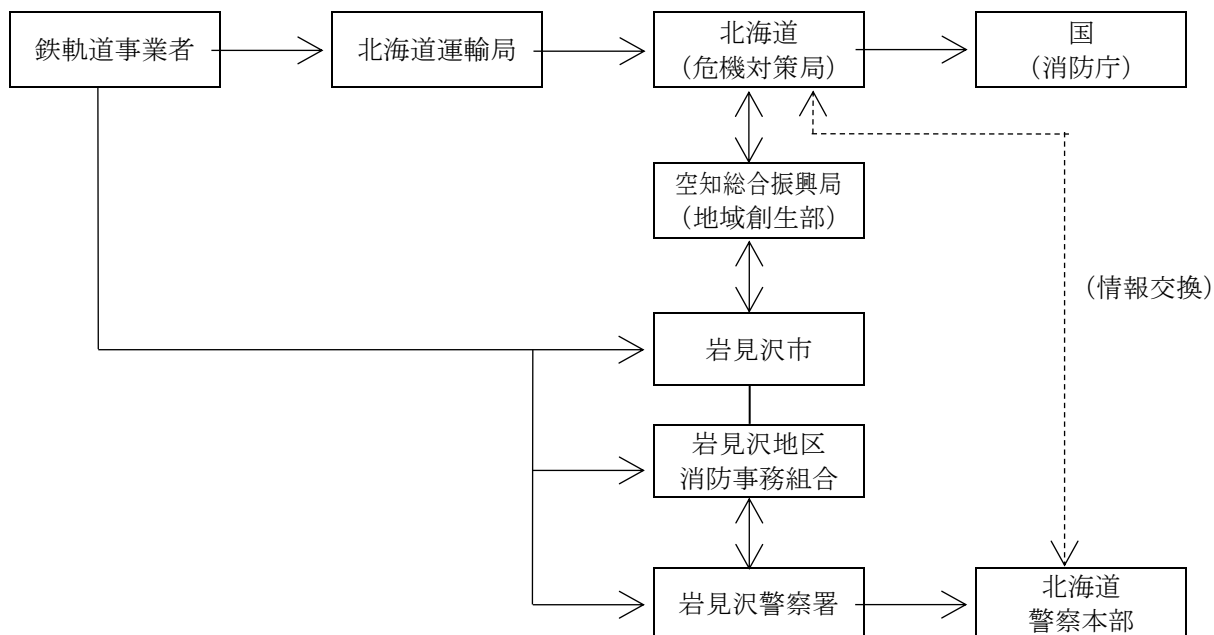 鉄軌道事業者
北海道運輸局
北海道
（危機対策局）
国
（消防庁）
空知総合振興局
（地域創生部）
（情報交換）
岩見沢市
岩見沢地区
消防事務組合
岩見沢警察署
北海道
警察本部